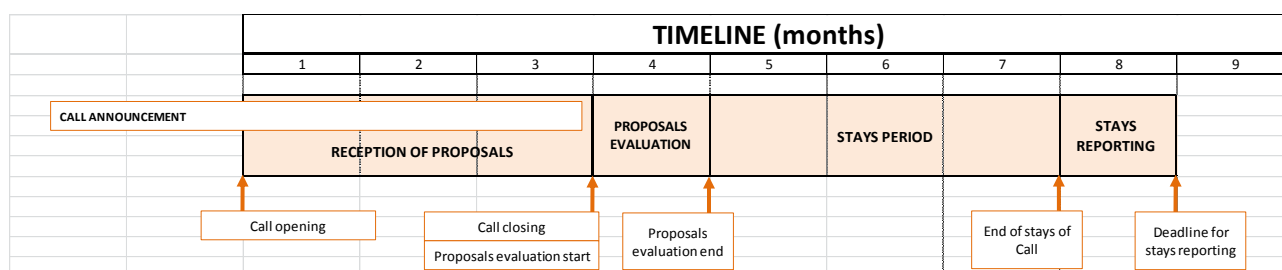 TIMELINE (months)
1 2 3 4 5 6 7 8 9
CALL ANNOUNCEMENT
RECEPTION OF PROPOSALS
PROPOSALS
EVALUATION
STAYS PERIOD
STAYS
REPORTING
Call opening
Call closing
Proposals evaluation start
Proposals
evaluation end
End of stays of
Call
Deadline for
stays reporting